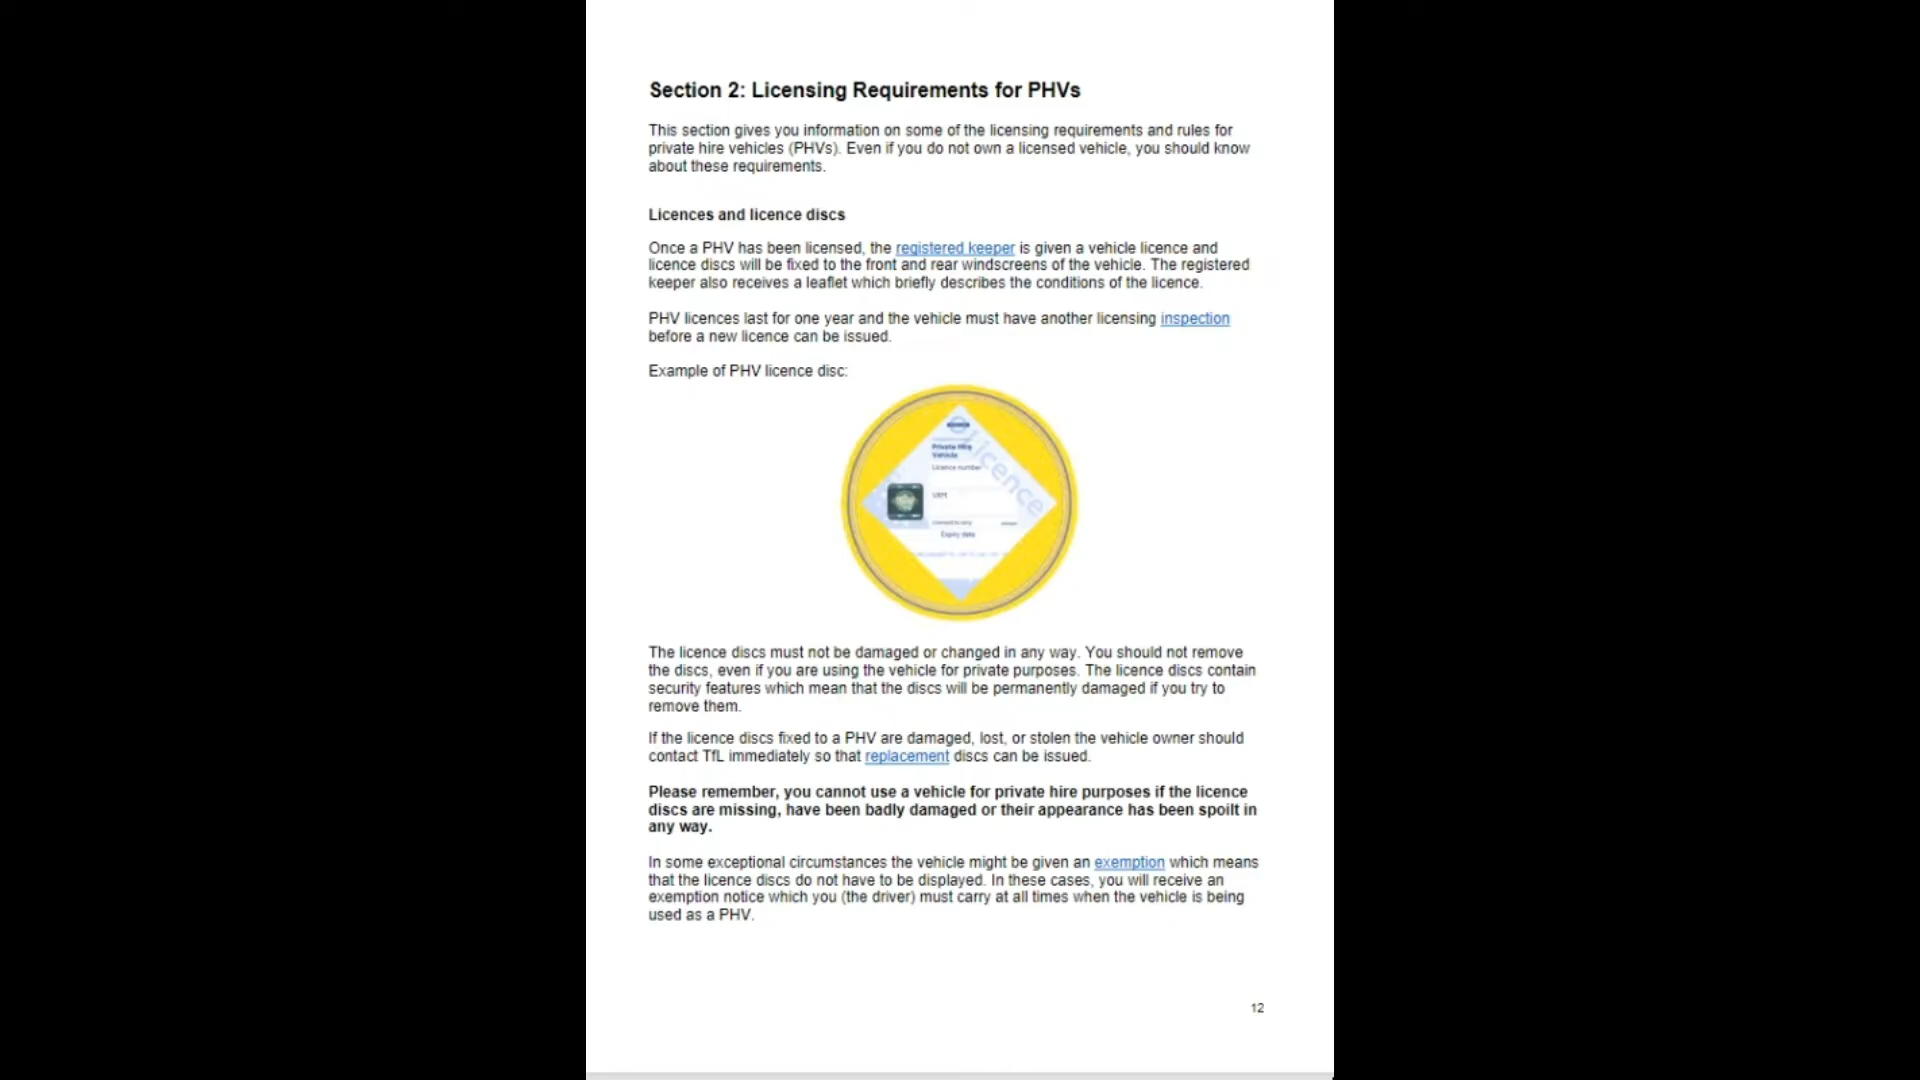 Section 2: Licensing Requirements for PHVs
This section gives you information on some of the licensing requirements and rules for
private hire vehicles (PHVs). Even if you do not own a licensed vehicle, you should know
about these requirements.
Licences and licence discs
Once a PHV has been licensed, the registered keeper is given a vehicle licence and
licence discs will be fixed to the front and rear windscreens of the vehicle. The registered
keeper also receives a leaflet which briefly describes the conditions of the licence.
PHV licences last for one year and the vehicle must have another licensing inspection
before a new licence can be issued.
Example of PHV licence disc:
Licence
Private Hire
Vehicle
Licence number
VRM
Expiry date
The licence discs must not be damaged or changed in any way. You should not remove
the discs, even if you are using the vehicle for private purposes. The licence discs contain
security features which mean that the discs will be permanently damaged if you try to
remove them.
If the licence discs fixed to a PHV are damaged, lost, or stolen the vehicle owner should
contact TfL immediately so that replacement discs can be issued.
Please remember, you cannot use a vehicle for private hire purposes if the licence
discs are missing, have been badly damaged or their appearance has been spoilt in
any way.
In some exceptional circumstances the vehicle might be given an exemption which means
that the licence discs do not have to be displayed. In these cases, you will receive an
exemption notice which you (the driver) must carry at all times when the vehicle is being
used as a PHV.
12